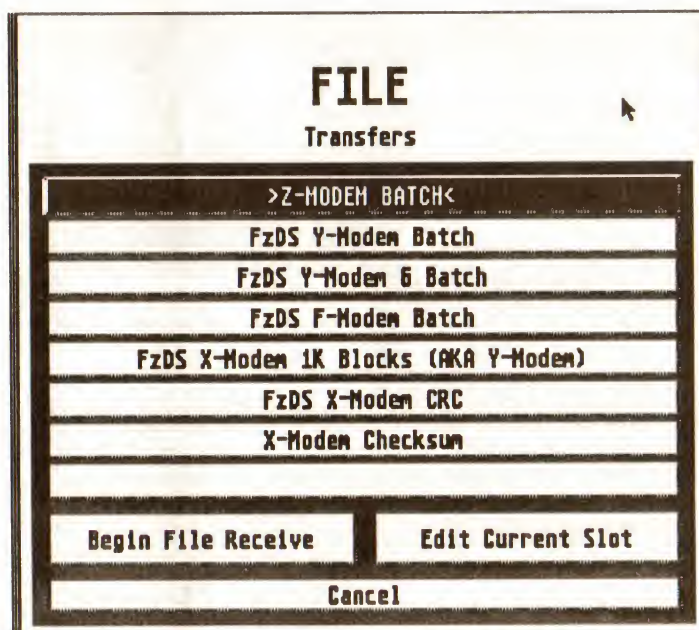 FILE
Transfers
>Z-MODEM BATCH<
FzDS Y-Modem Batch
FzDS Y-Modem G Batch
FzDS F-Modem Batch
FzDS X-Modem 1K Blocks (AKA Y-Modem)
FzDS X-Modem CRC
X-Modem Checksum
Begin File Receive Edit Current Slot
Cancel